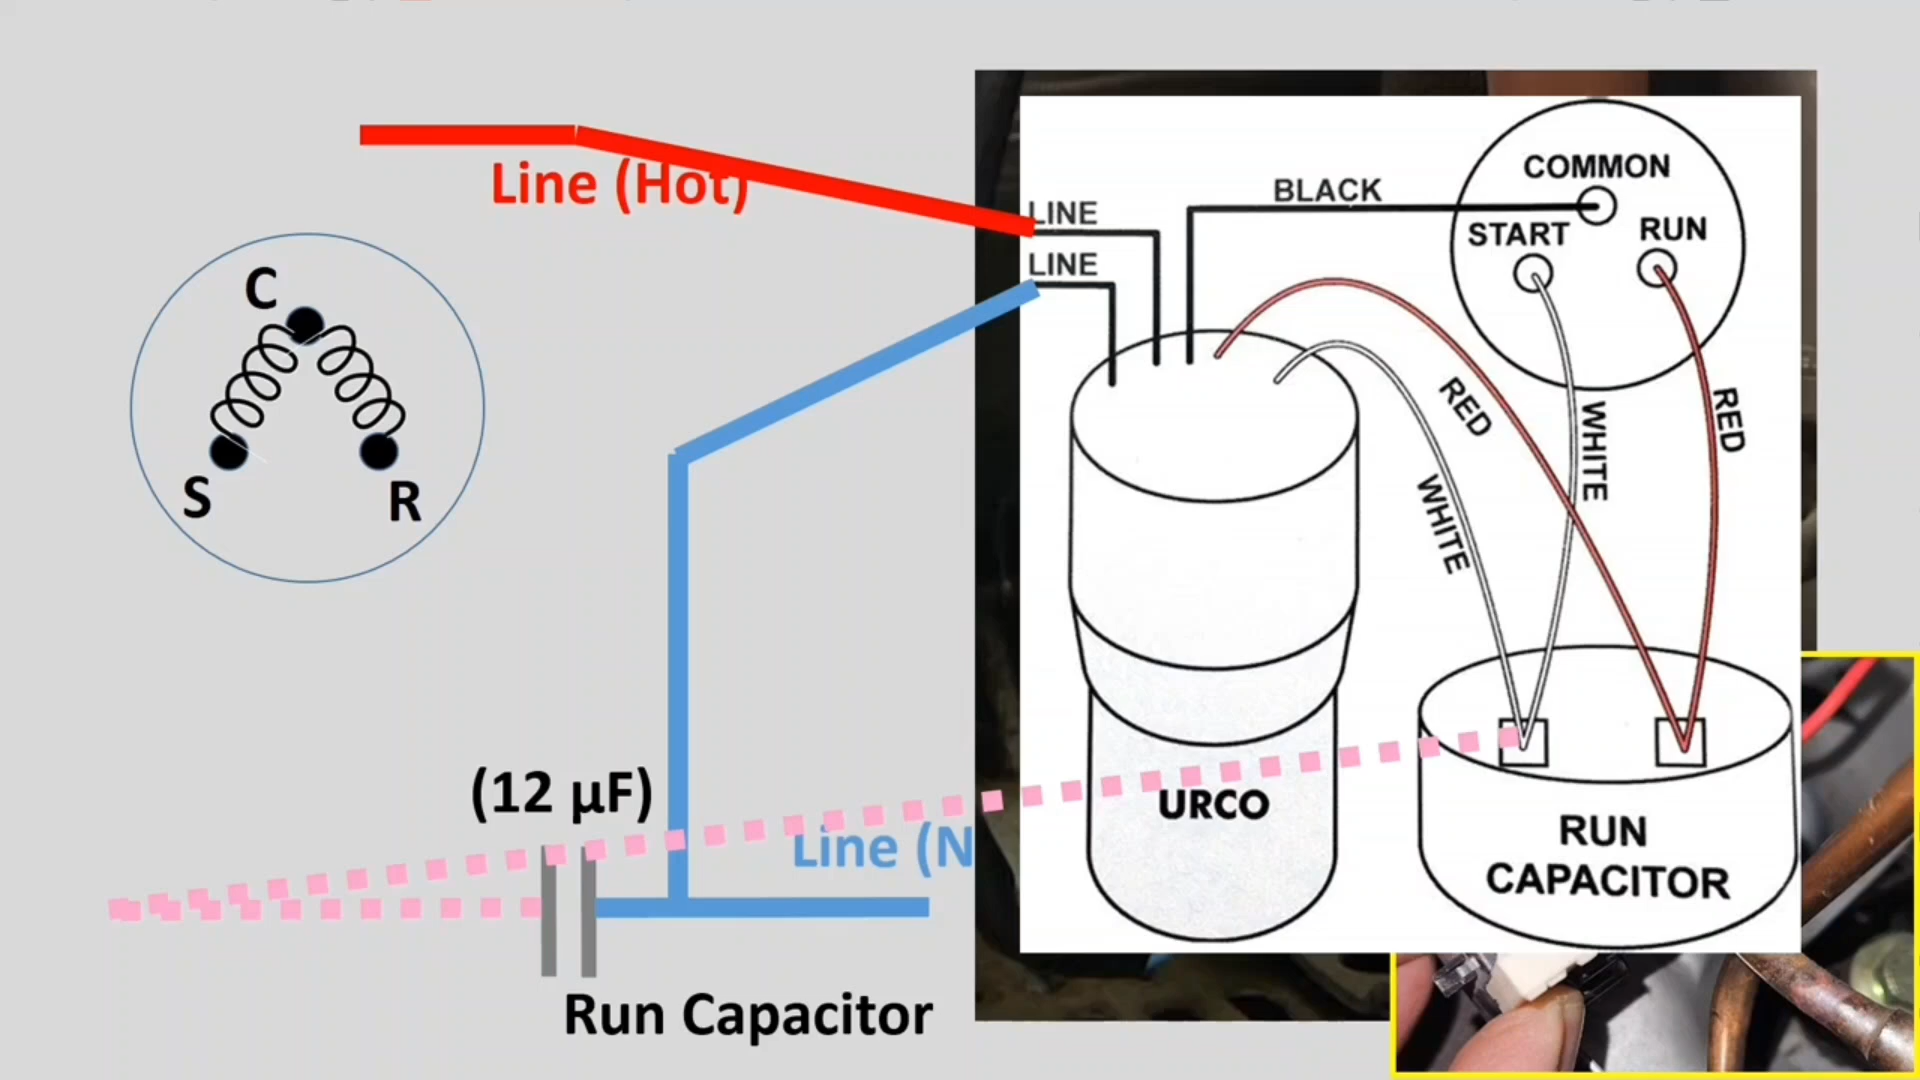 Line (Hot)
C
S
R
(12 µF)
Line (N
Run Capacitor
LINE
LINE
BLACK
COMMON
START
RUN
RED
WHITE
RED
WHITE
URCO
RUN
CAPACITOR